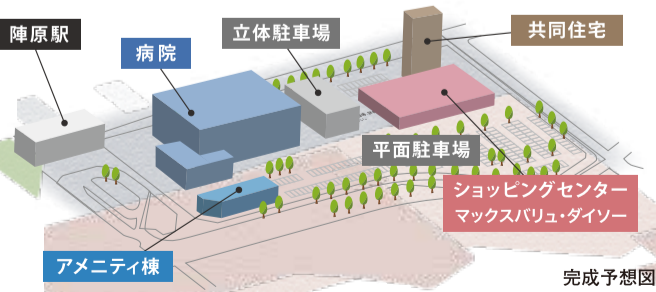 陣原駅
病院
立体駐車場
共同住宅
平面駐車場
ショッピングセンター
マックスバリュ・ダイソー
アメニティ棟
完成予想図